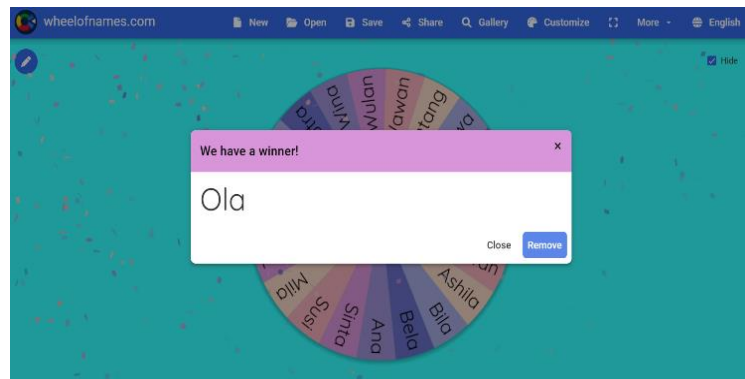 wheelofnames.com New Open Save Share Gallery Customize More English
Hide
Wina
Wulan
We have a winner!
x
Ola
Close Remove
Mila
Susi
Sinta
Ana
Bela
Bila
Ashila